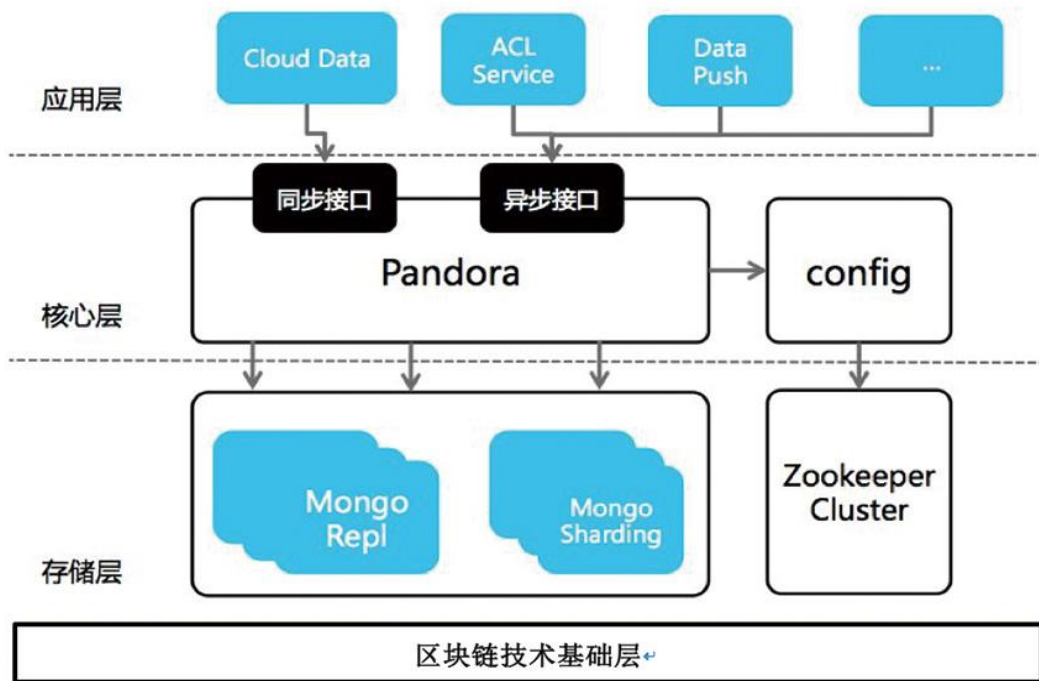 Cloud Data
ACL
Service
Data
Push
...
应用层
同步接口
异步接口
Pandora
config
核心层
Mongo
Repl
Mongo
Sharding
Zookeeper
Cluster
存储层
区块链技术基础层↵